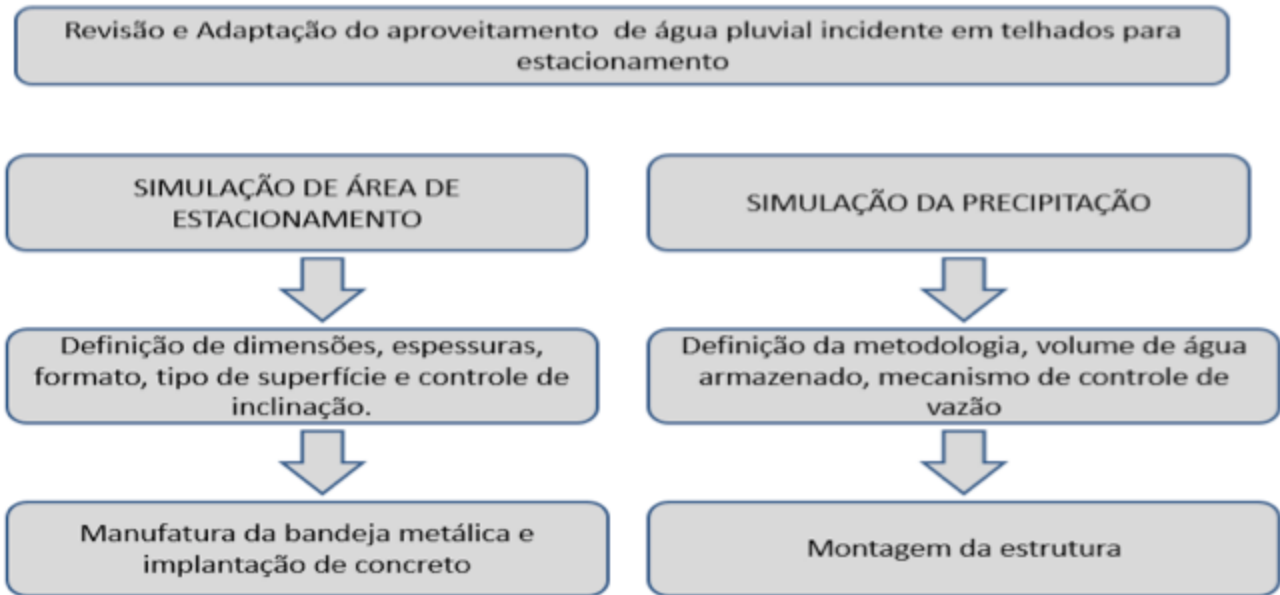 Revisão e Adaptação do aproveitamento de água pluvial incidente em telhados para
estacionamento
SIMULAÇÃO DE ÁREA DE
ESTACIONAMENTO
Definição de dimensões, espessuras,
formato, tipo de superfície e controle de
inclinação.
Manufatura da bandeja metálica e
implantação de concreto
SIMULAÇÃO DA PRECIPITAÇÃO
Definição da metodologia, volume de água
armazenado, mecanismo de controle de
vazão
Montagem da estrutura